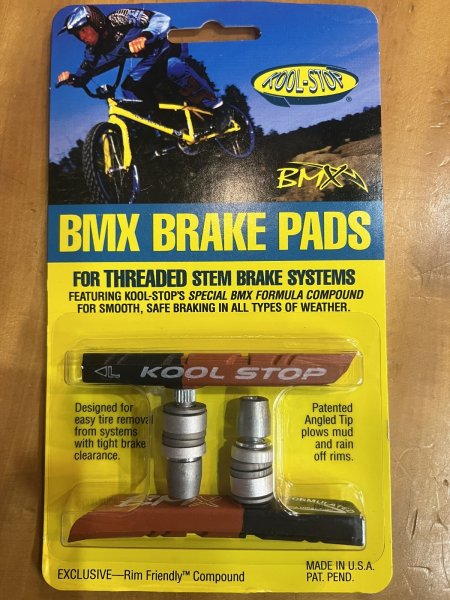 KOOL-STOP®
BMX
BMX BRAKE PADS
FOR THREADED STEM BRAKE SYSTEMS
FEATURING KOOL-STOP'S SPECIAL BMX FORMULA COMPOUND
FOR SMOOTH, SAFE BRAKING IN ALL TYPES OF WEATHER.
L KOOL STOP
Designed for
easy tire removal
from systems
with tight brake
clearance.
Patented
Angled Tip
plows mud
and rain
off rims.
BMX
EXCLUSIVE—Rim Friendly™ Compound
MADE IN U.S.A.
PAT. PEND.